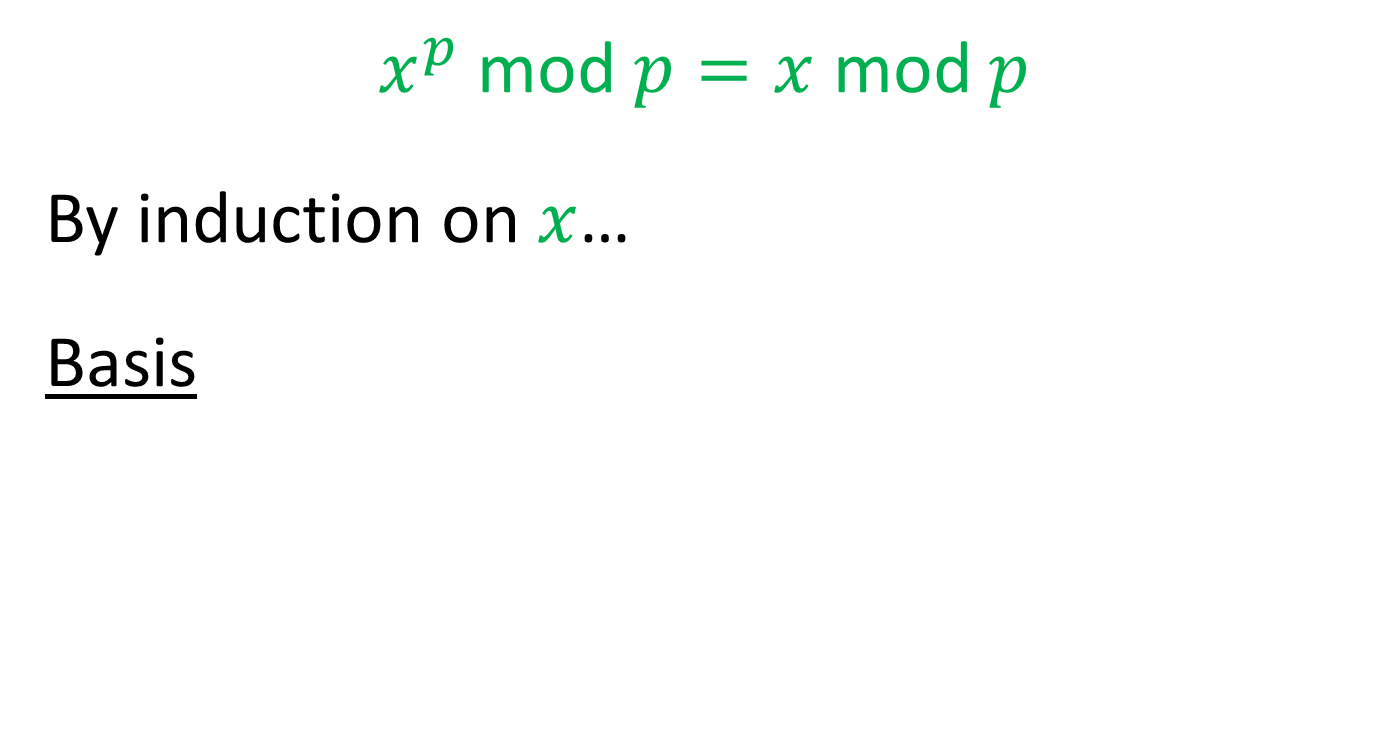 x^p mod p = x mod p
By induction on x...
Basis